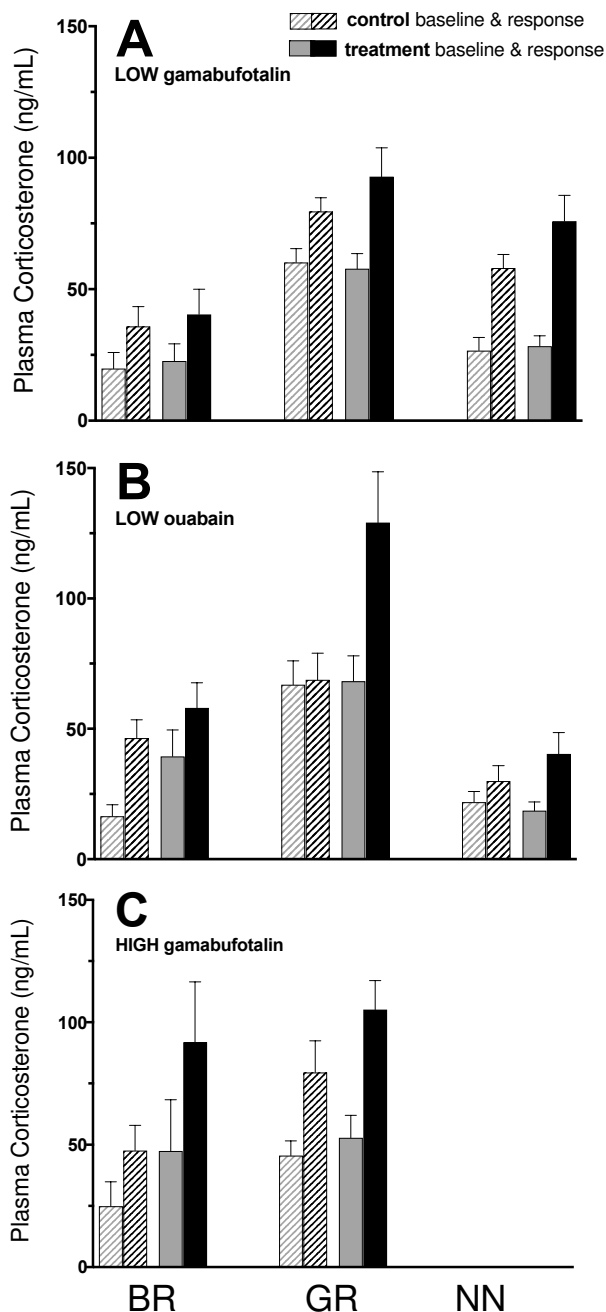 A
LOW gamabufotalin
control baseline & response
treatment baseline & response
Plasma Corticosterone (ng/mL)
150
100
50
0
B
LOW ouabain
Plasma Corticosterone (ng/mL)
150
100
50
0
C
HIGH gamabufotalin
Plasma Corticosterone (ng/mL)
150
100
50
0
BR GR NN